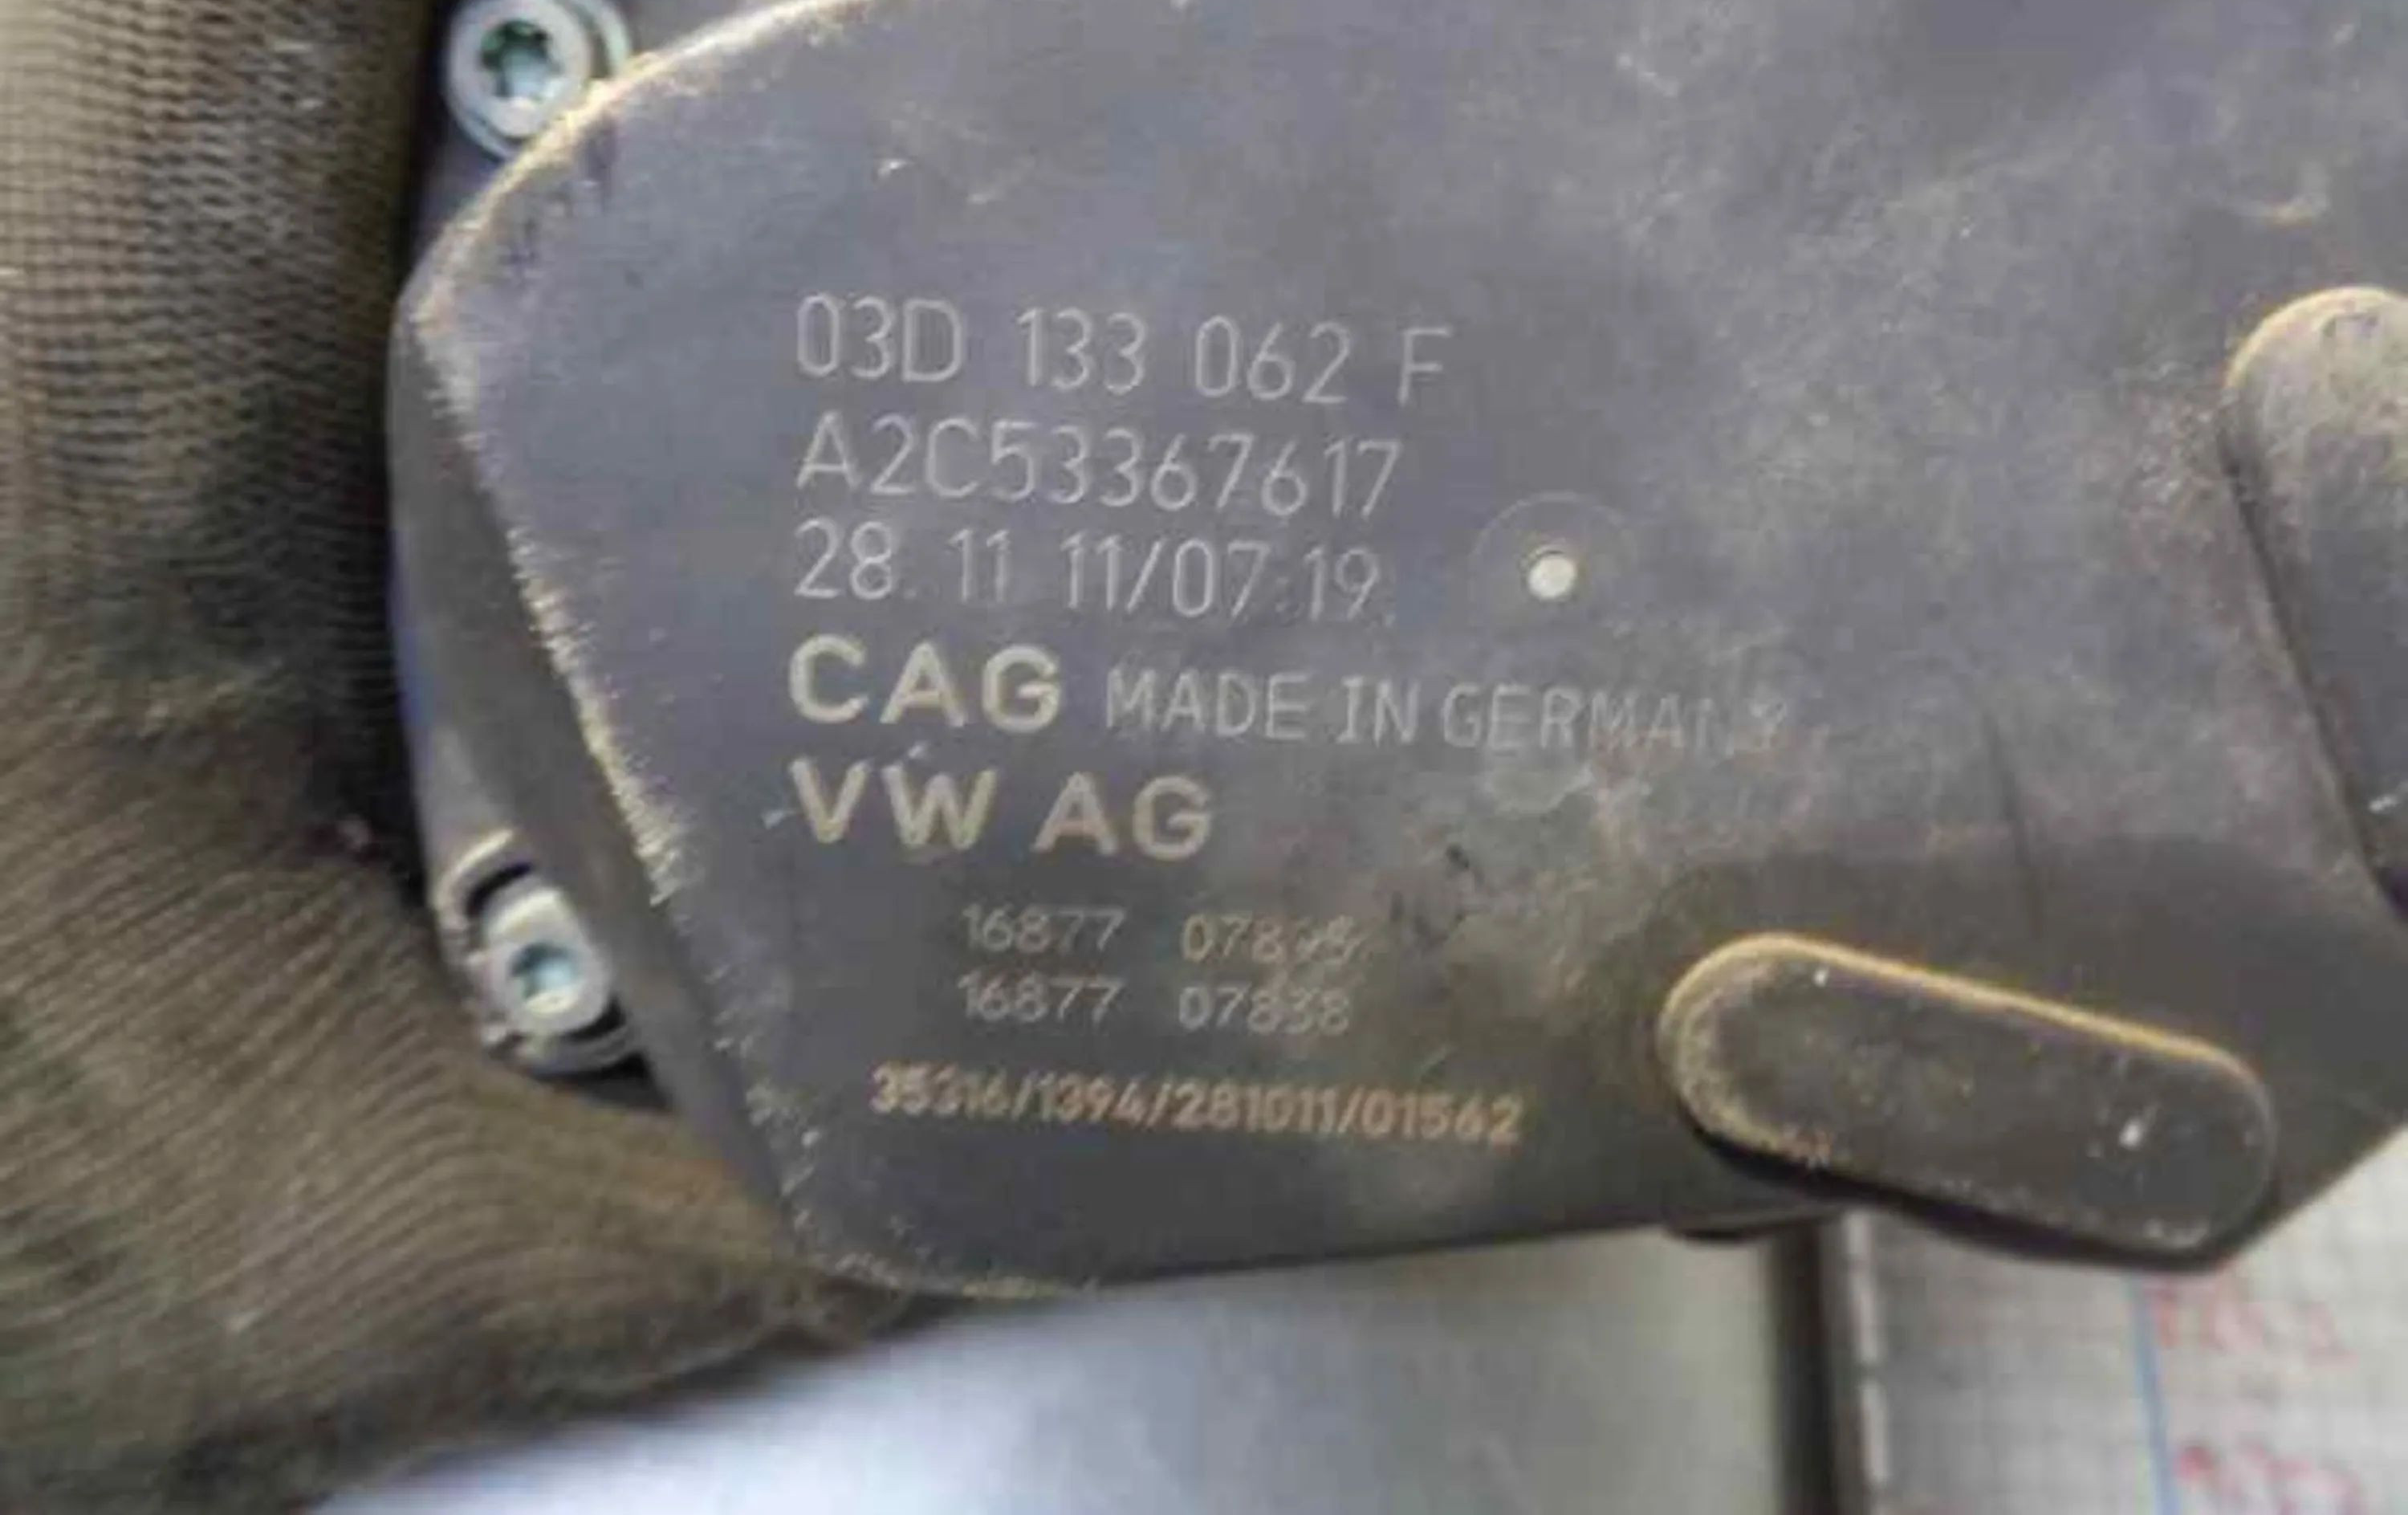 03D 133 062 F
A2C53367617
28. 11 11/07:19.
CAG MADE IN GERMANY
VW AG
16877
16877 07838
35316/1394/281011/01562